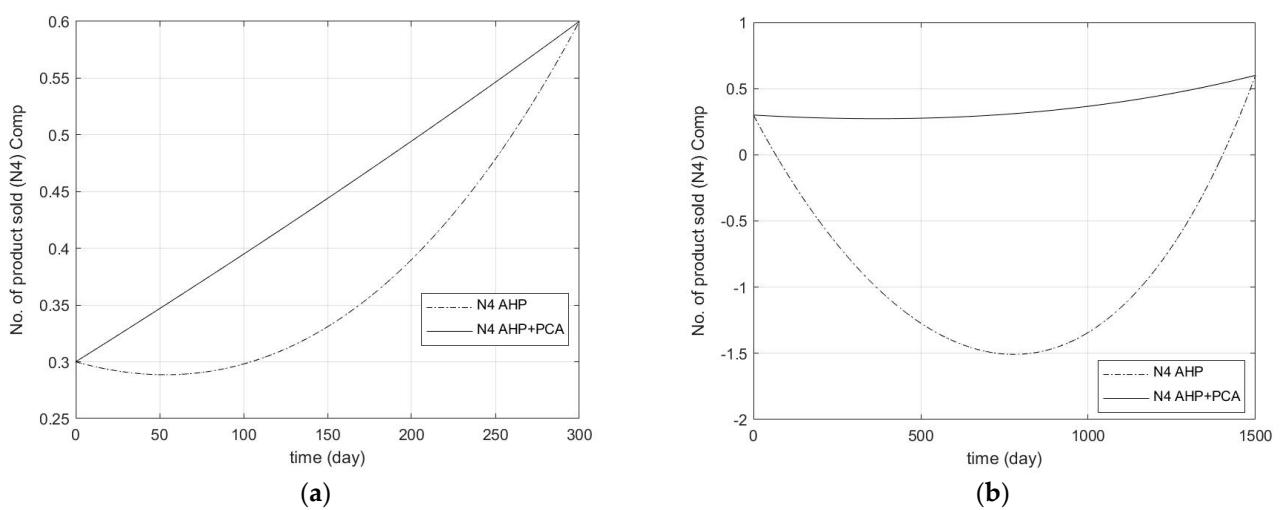 0.6
0.55
0.5
0.45
0.4
0.35
0.3
0.25
No. of product sold (N4) Comp
0 50 100 150 200 250 300
time (day)
N4 AHP
N4 AHP+PCA
(a)
1
0.5
0
-0.5
-1
-1.5
-2
No. of product sold (N4) Comp
0 500 1000 1500
time (day)
N4 AHP
N4 AHP+PCA
(b)